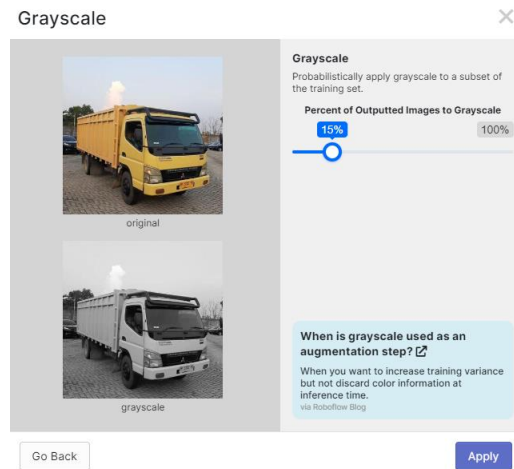 Grayscale
original
grayscale
Grayscale
Probabilistically apply grayscale to a subset of
the training set.
Percent of Outputted Images to Grayscale
15%
100%
When is grayscale used as an
augmentation step?
When you want to increase training variance
but not discard color information at
inference time.
via Roboflow Blog
Go Back
Apply